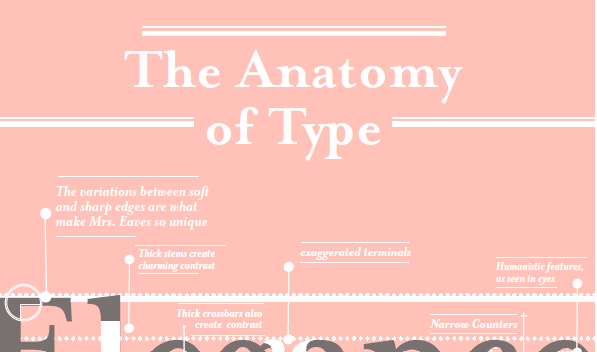 The Anatomy
of Type
The variations between soft
and sharp edges are what
make Mrs. Eaves so unique
Thick stems create
charming contrast
exaggerated terminals
Humanistic features,
as seen in eyes
Thick crossbars also
create contrast
Narrow Counters